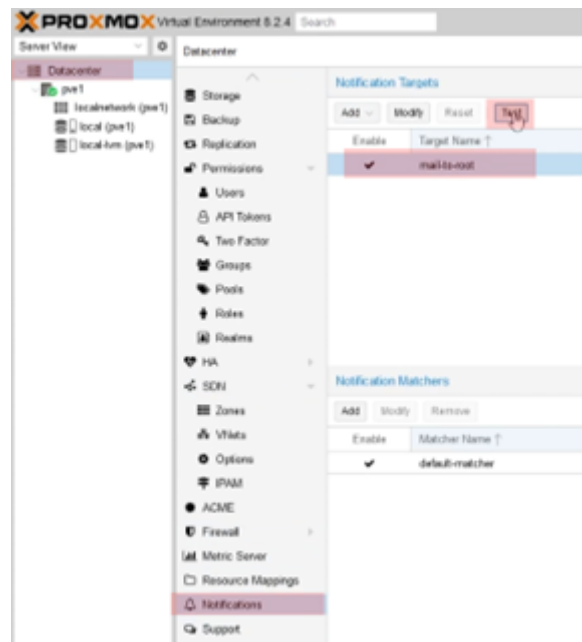 PROXMOX Virtual Environment 8.2.4 Search
Server View
Datacenter
pve1
localnetwork (pve1)
local (pve1)
local-lvm (pve1)
Datacenter
Storage
Backup
Replication
Permissions
Users
API Tokens
Two Factor
Groups
Pools
Roles
Realms
HA
SDN
Zones
VNets
Options
IPAM
ACME
Firewall
Metric Server
Resource Mappings
Notifications
Support
Notification Targets
Add Modify Reset Test
Enable Target Name
mail-to-root
Notification Matchers
Add Modify Remove
Enable Matcher Name
default-matcher